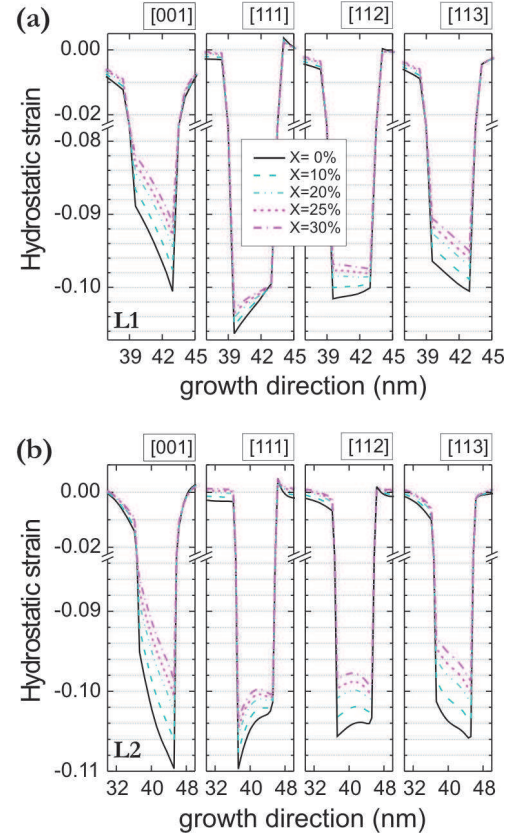 (a)
[001] [111] [112] [113]
0.00
-0.02
-0.08
-0.09
-0.10
Hydrostatic strain
X= 0%
X=10%
X=20%
X=25%
X=30%
L1
39 42 45 39 42 45 39 42 45 39 42 45
growth direction (nm)
(b)
[001] [111] [112] [113]
0.00
-0.02
-0.09
-0.10
-0.11
Hydrostatic strain
L2
32 40 48 32 40 48 32 40 48 32 40 48
growth direction (nm)